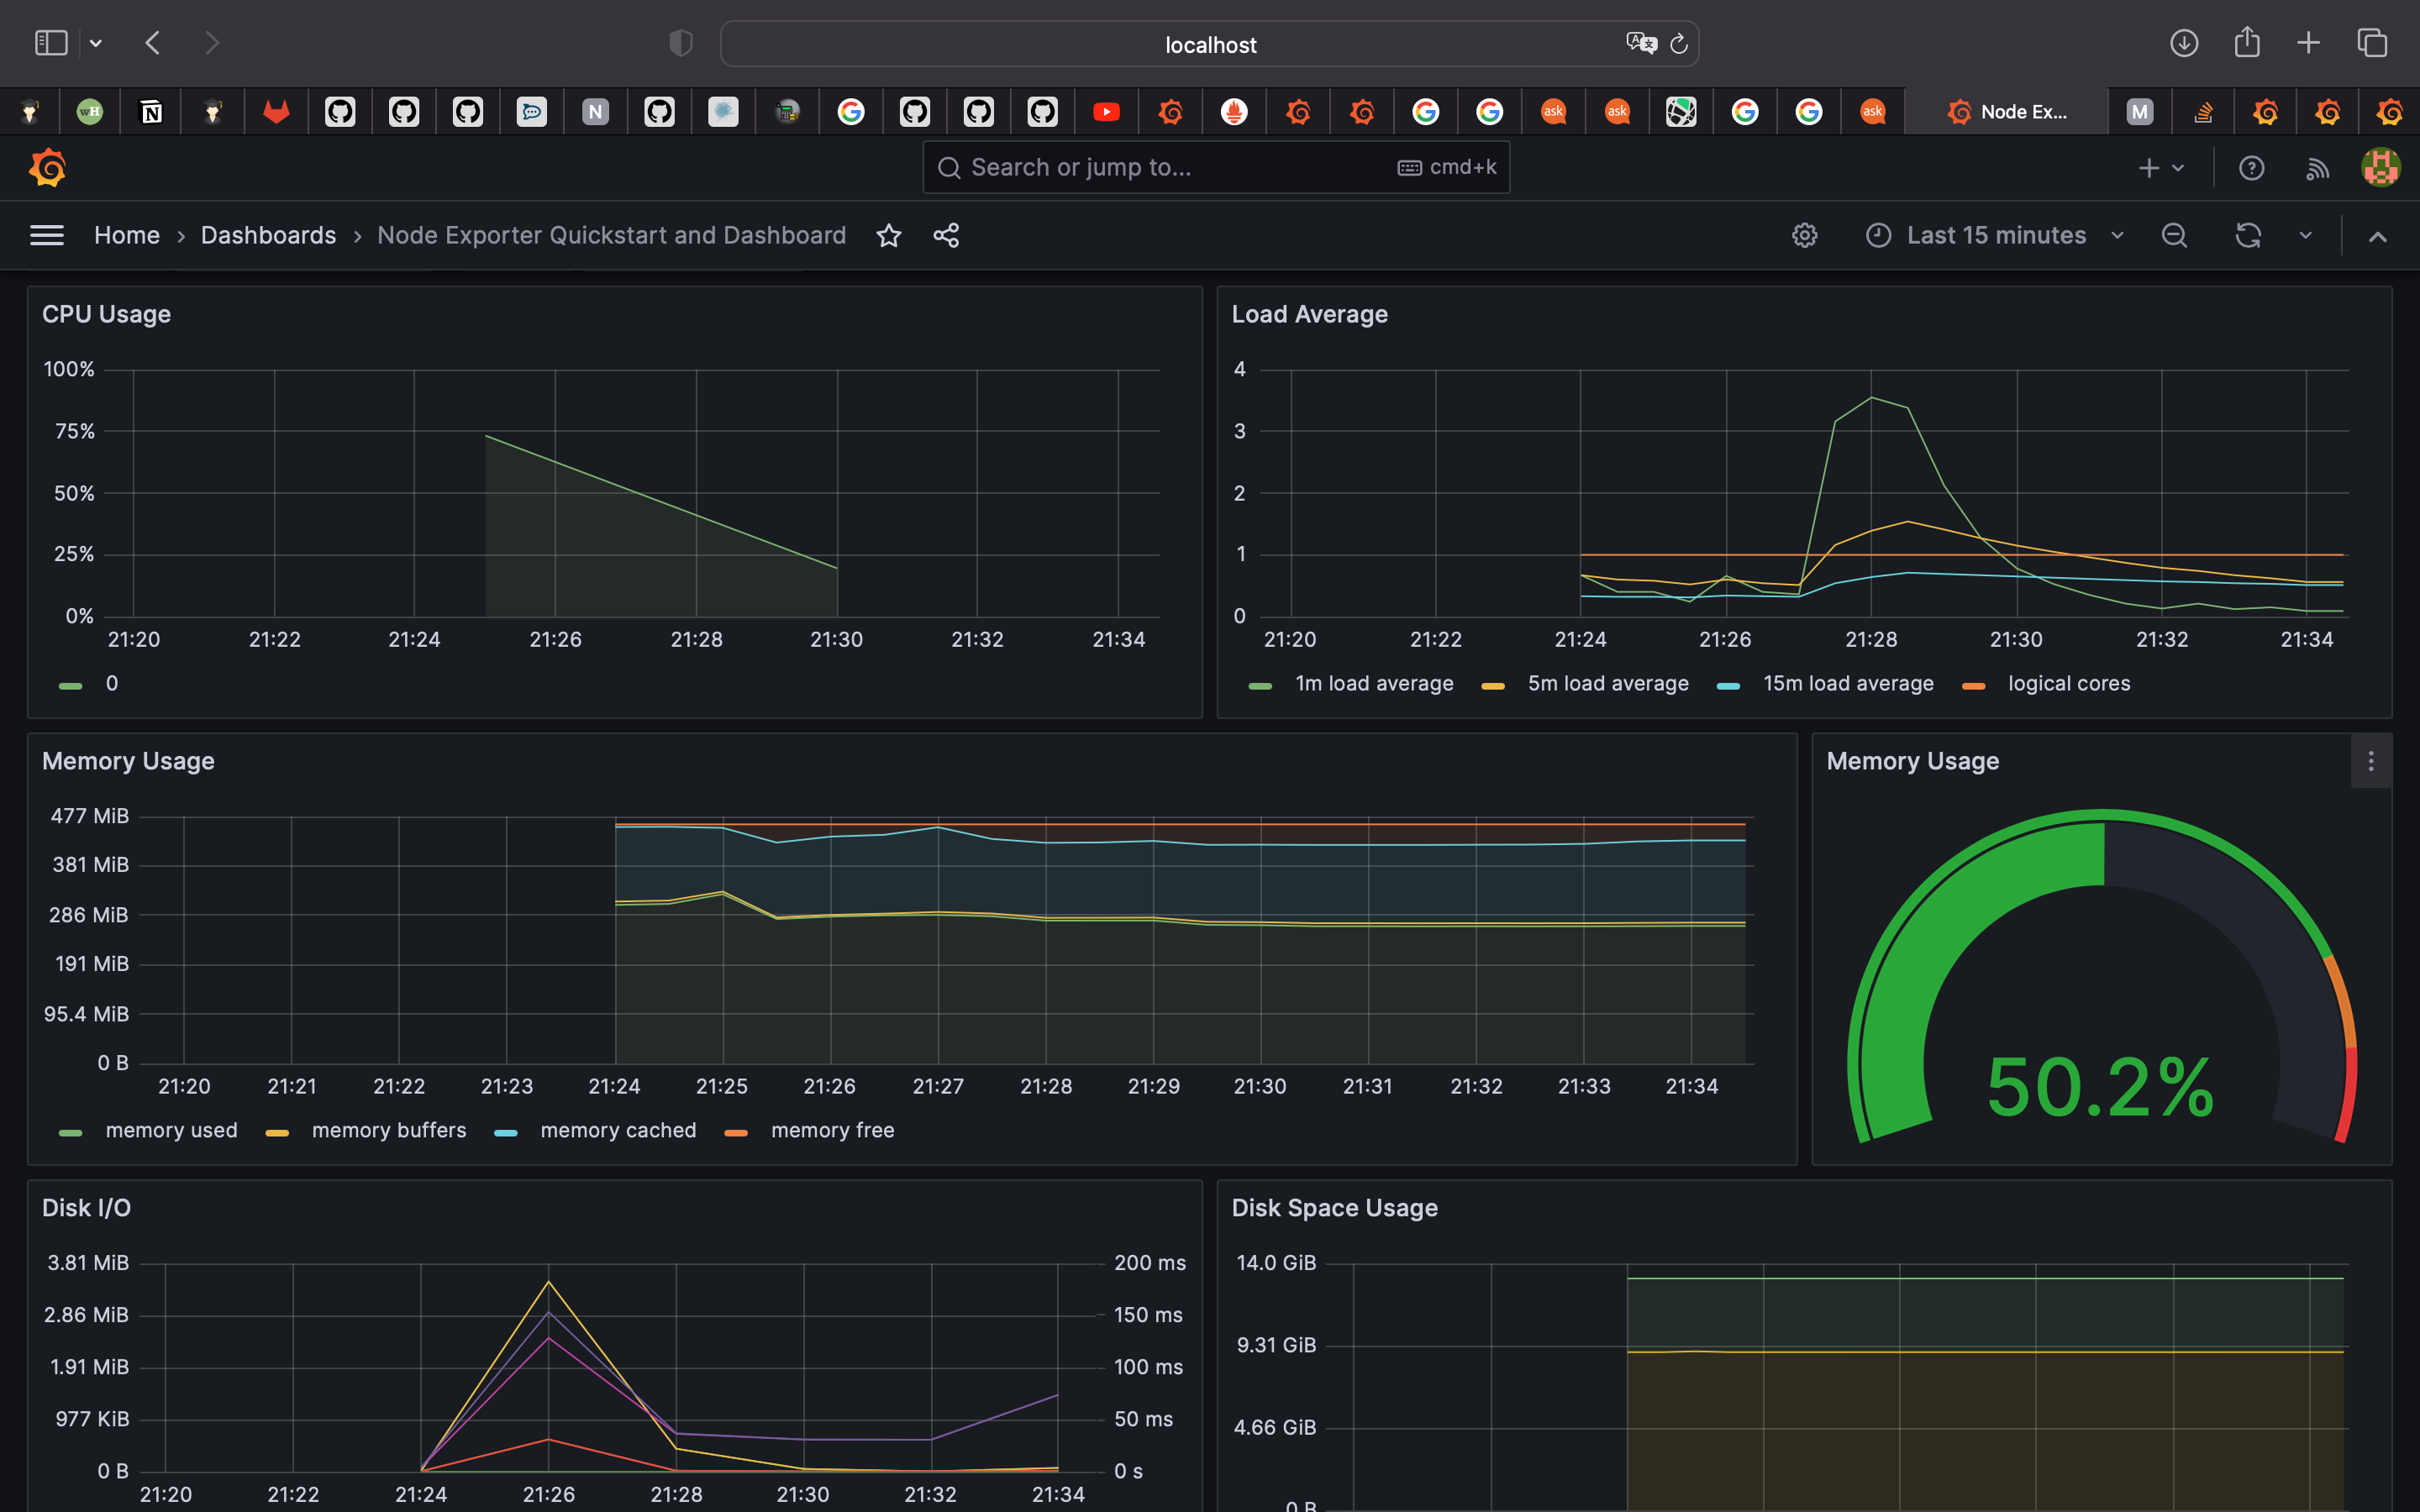 localhost
N
ask
ask
ask
Node Ex...
M
Search or jump to...
cmd+k
Home › Dashboards › Node Exporter Quickstart and Dashboard
Last 15 minutes
CPU Usage
100%
75%
50%
25%
0%
21:20 21:22 21:24 21:26 21:28 21:30 21:32 21:34
0
Load Average
4
3
2
1
0
21:20 21:22 21:24 21:26 21:28 21:30 21:32 21:34
1m load average 5m load average 15m load average logical cores
Memory Usage
477 MiB
381 MiB
286 MiB
191 MiB
95.4 MiB
0 B
21:20 21:21 21:22 21:23 21:24 21:25 21:26 21:27 21:28 21:29 21:30 21:31 21:32 21:33 21:34
memory used memory buffers memory cached memory free
Memory Usage
50.2%
Disk I/O
3.81 MiB
2.86 MiB
1.91 MiB
977 KiB
0 B
200 ms
150 ms
100 ms
50 ms
0 s
21:20 21:22 21:24 21:26 21:28 21:30 21:32 21:34
Disk Space Usage
14.0 GiB
9.31 GiB
4.66 GiB
0 B